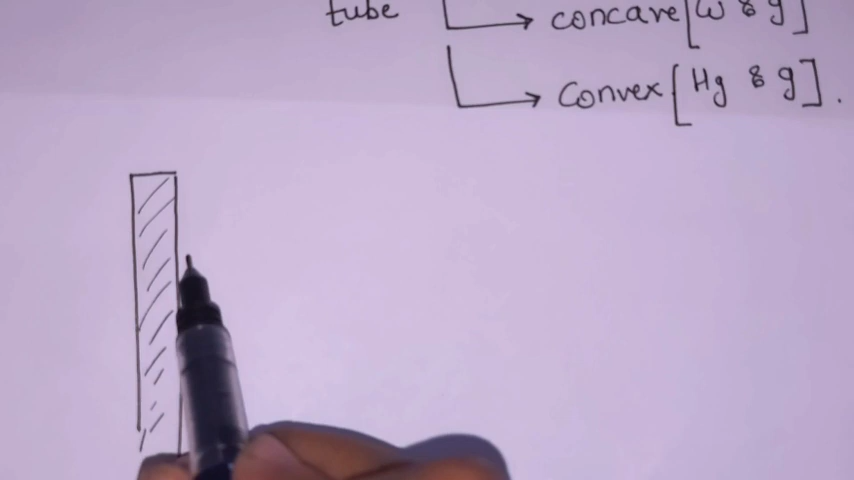 tube → concave [ω & g]
→ Convex [Hg & g].